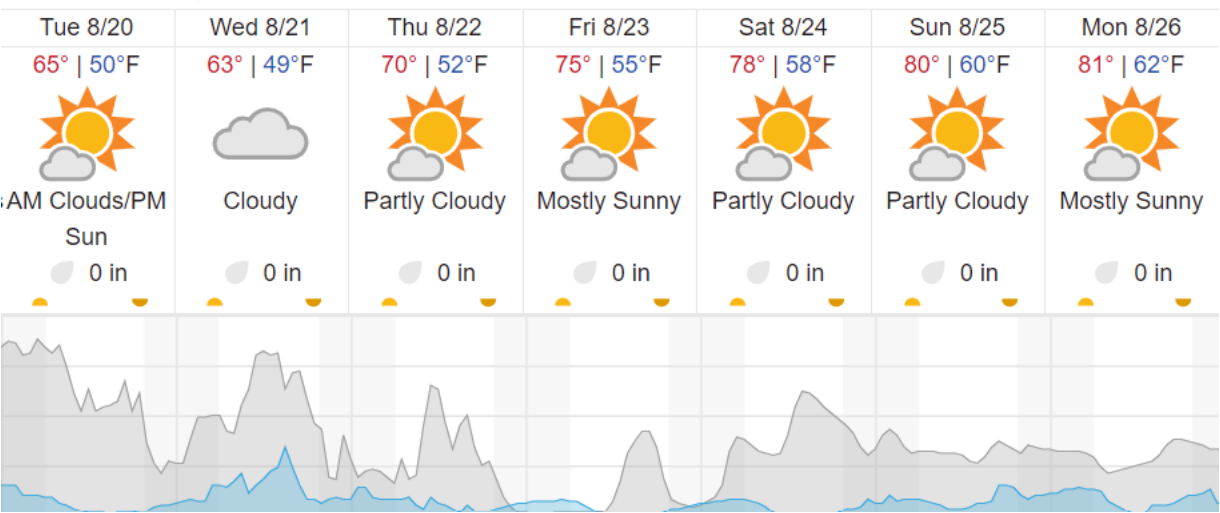 Tue 8/20 Wed 8/21 Thu 8/22 Fri 8/23 Sat 8/24 Sun 8/25 Mon 8/26
65° | 50°F 63° | 49°F 70° | 52°F 75° | 55°F 78° | 58°F 80° | 60°F 81° | 62°F
AM Clouds/PM Cloudy Partly Cloudy Mostly Sunny Partly Cloudy Partly Cloudy Mostly Sunny
Sun
0 in 0 in 0 in 0 in 0 in 0 in 0 in